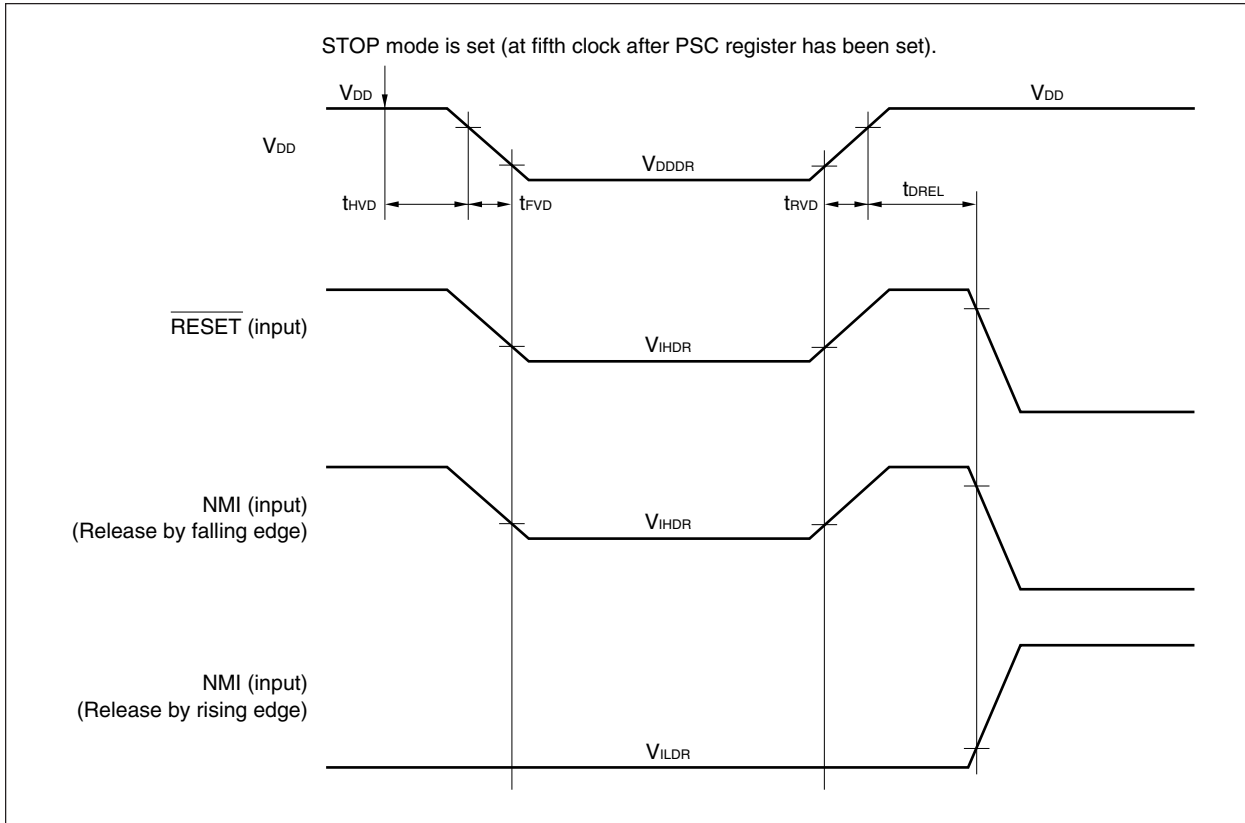 STOP mode is set (at fifth clock after PSC register has been set).
VDD
VDD
VDD
VDDDR
tHVD
tFVD
tRVD
tDREL
RESET (input)
VIHDR
NMI (input)
(Release by falling edge)
VIHDR
NMI (input)
(Release by rising edge)
VILDR